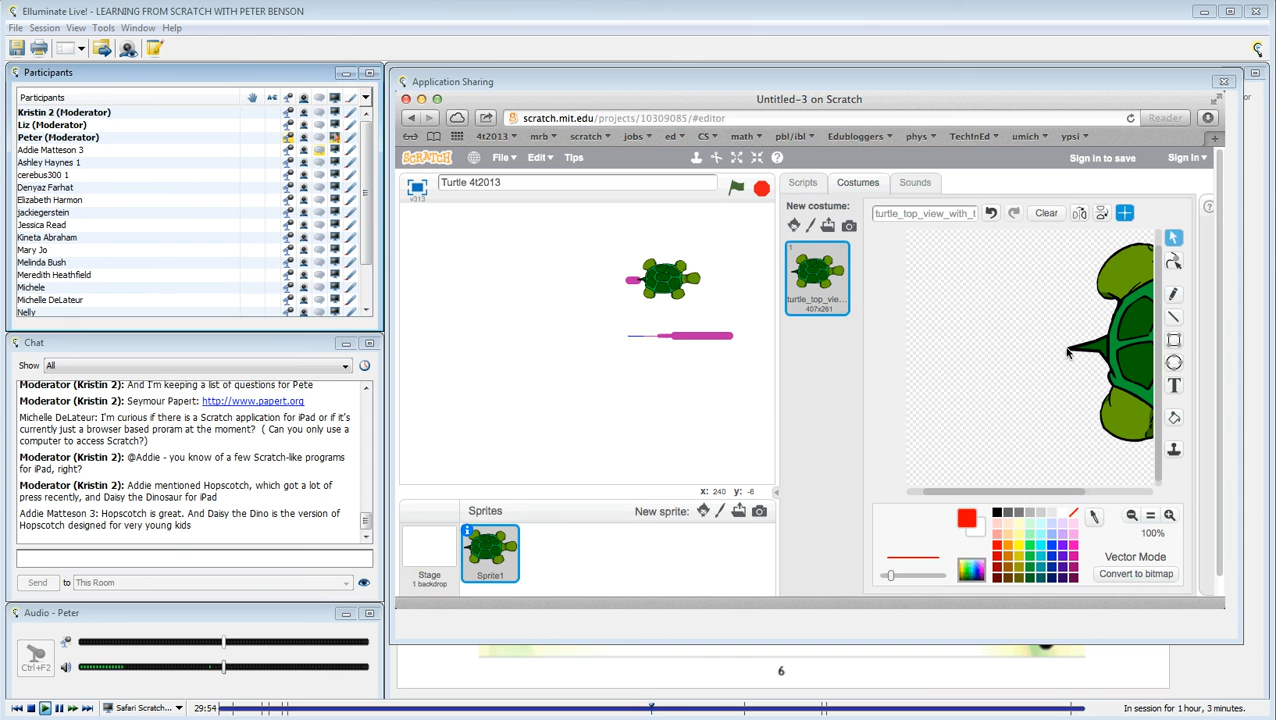 Elluminate Live! - LEARNING FROM SCRATCH WITH PETER BENSON
File Session View Tools Window Help
Participants
Participants
Kristin 2 (Moderator)
Liz (Moderator)
Peter (Moderator)
Addie Matteson 3
Ashley Haynes 1
cerebus300 1
Denyaz Farhat
Elizabeth Harmon
jackiegerstein
Jessica Read
Kineta Abraham
Mary Jo
Melinda Bush
Meredith Heathfield
Michele
Michelle DeLateur
Nelly
Chat
Show All
Moderator (Kristin 2): And I'm keeping a list of questions for Pete
Moderator (Kristin 2): Seymour Papert: http://www.papert.org
Michelle DeLateur: I'm curious if there is a Scratch application for iPad or if it's
currently just a browser based proram at the moment? ( Can you only use a
computer to access Scratch?)
Moderator (Kristin 2): @Addie - you know of a few Scratch-like programs
for iPad, right?
Moderator (Kristin 2): Addie mentioned Hopscotch, which got a lot of
press recently, and Daisy the Dinosaur for iPad
Addie Matteson 3: Hopscotch is great. And Daisy the Dino is the version of
Hopscotch designed for very young kids
Send to This Room
Audio - Peter
Ctrl+F2
Application Sharing
Untitled-3 on Scratch
scratch.mit.edu/projects/10309085/#editor
Reader
4t2013 mrb scratch jobs ed CS math pbl/ibl Edubloggers phys TechInEd umich ypsi
SCRATCH File Edit Tips Sign in to save Sign in
v313
Turtle 4t2013
Scripts Costumes Sounds
New costume:
turtle_top_view_with_t
Clear
1
turtle_top_vie...
407x261
T
x: 240 y: -6
Sprites New sprite:
Stage
1 backdrop
Sprite1
100%
Vector Mode
Convert to bitmap
6
Safari Scratch... 29:54 In session for 1 hour, 3 minutes.